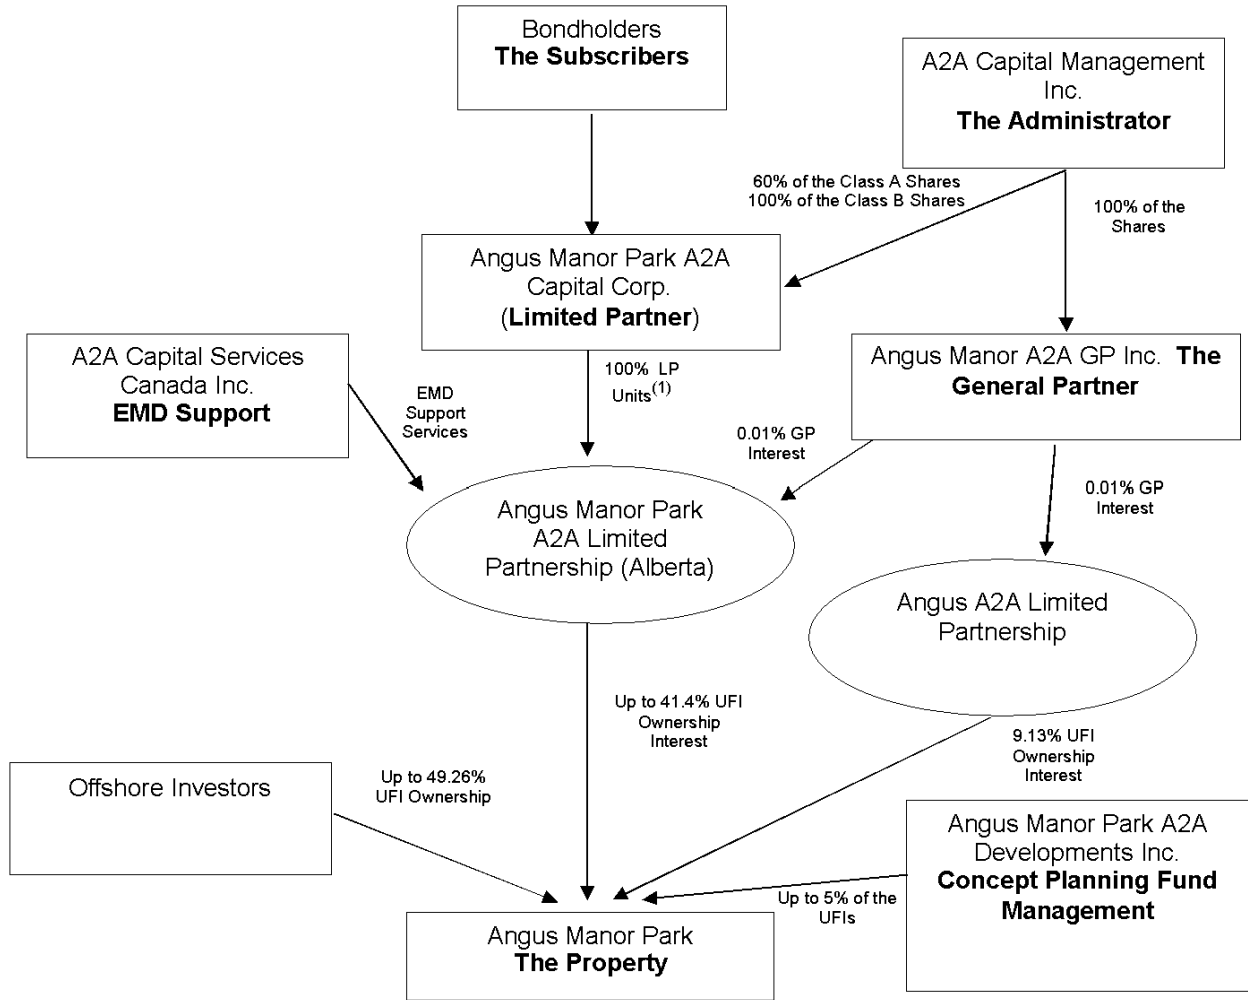 Bondholders
The Subscribers
A2A Capital Management
Inc.
The Administrator
60% of the Class A Shares
100% of the Class B Shares
100% of the
Shares
Angus Manor Park A2A
Capital Corp.
(Limited Partner)
A2A Capital Services
Canada Inc.
EMD Support
Angus Manor A2A GP Inc. The
General Partner
100% LP
Units(1)
EMD
Support
Services
0.01% GP
Interest
0.01% GP
Interest
Angus Manor Park
A2A Limited
Partnership (Alberta)
Angus A2A Limited
Partnership
Up to 41.4% UFI
Ownership
Interest
9.13% UFI
Ownership
Interest
Offshore Investors
Up to 49.26%
UFI Ownership
Angus Manor Park A2A
Developments Inc.
Concept Planning Fund
Management
Up to 5% of the
UFIs
Angus Manor Park
The Property